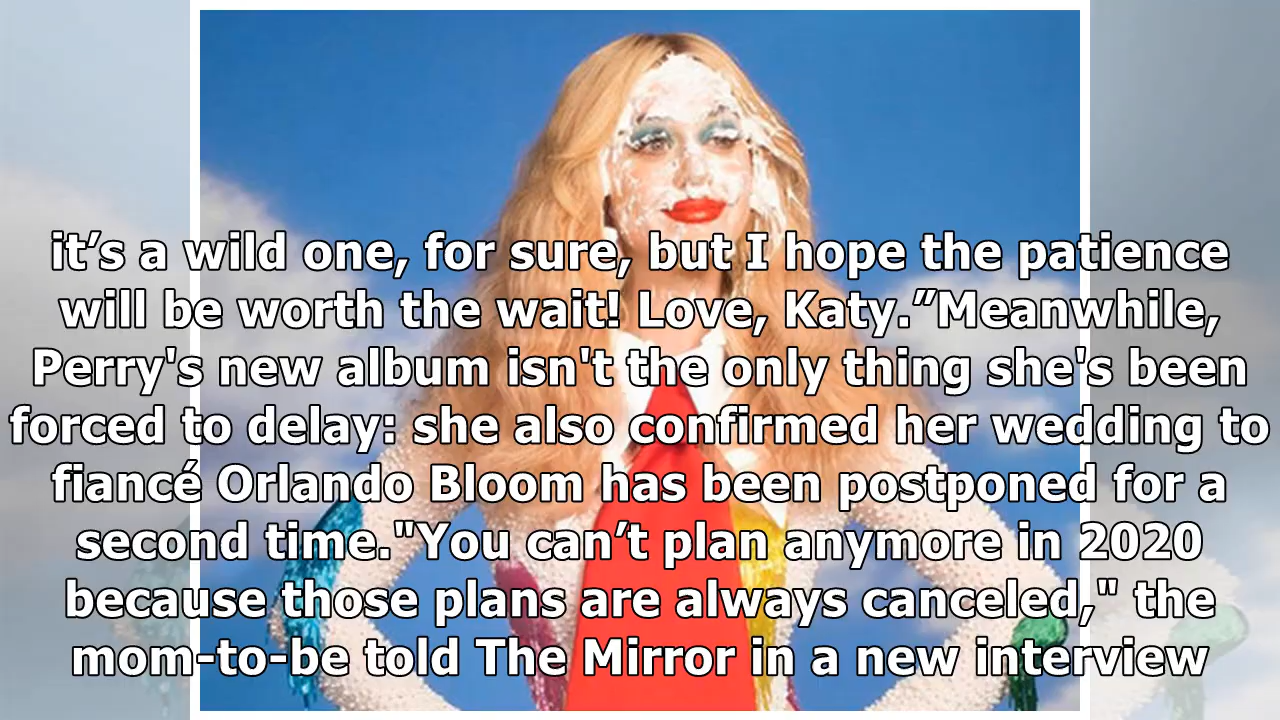 it’s a wild one, for sure, but I hope the patience
will be worth the wait! Love, Katy.”Meanwhile,
Perry's new album isn't the only thing she's been
forced to delay: she also confirmed her wedding to
fiancé Orlando Bloom has been postponed for a
second time."You can’t plan anymore in 2020
because those plans are always canceled," the
mom-to-be told The Mirror in a new interview